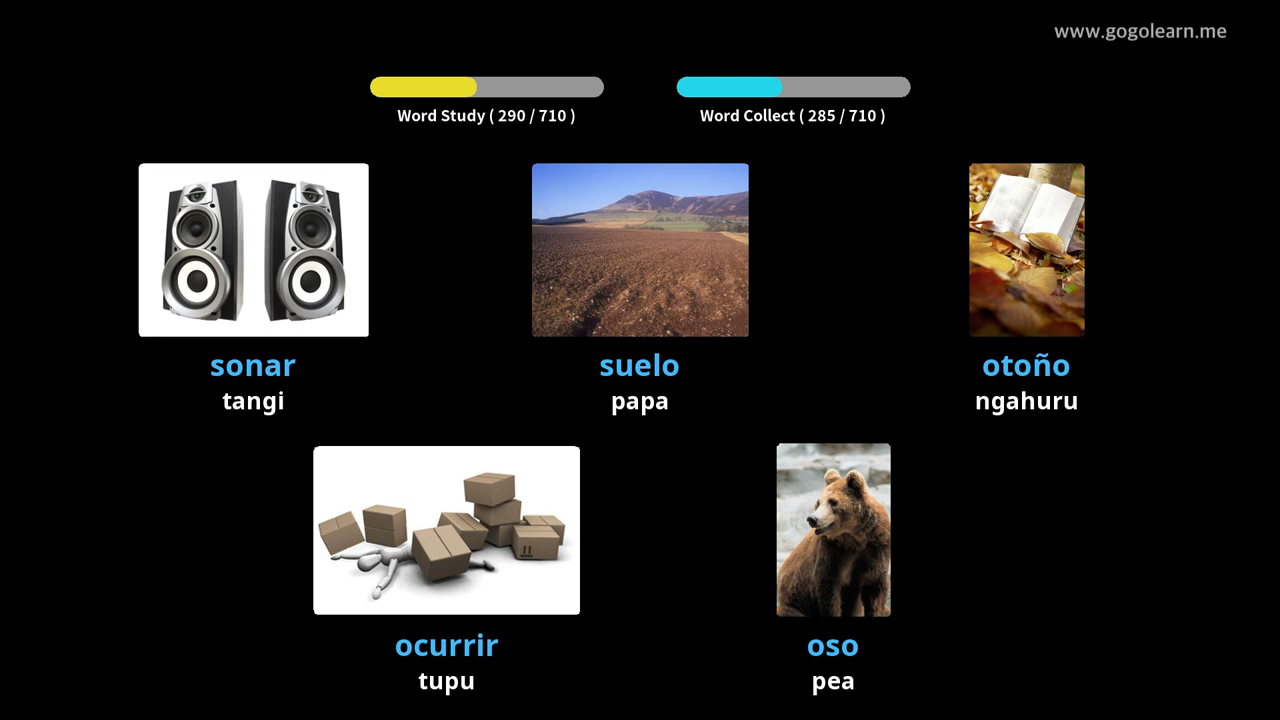 www.gogolearn.me
Word Study ( 290 / 710 )
Word Collect ( 285 / 710 )
sonar
tangi
suelo
papa
otoño
ngahuru
ocurrir
tupu
oso
pea